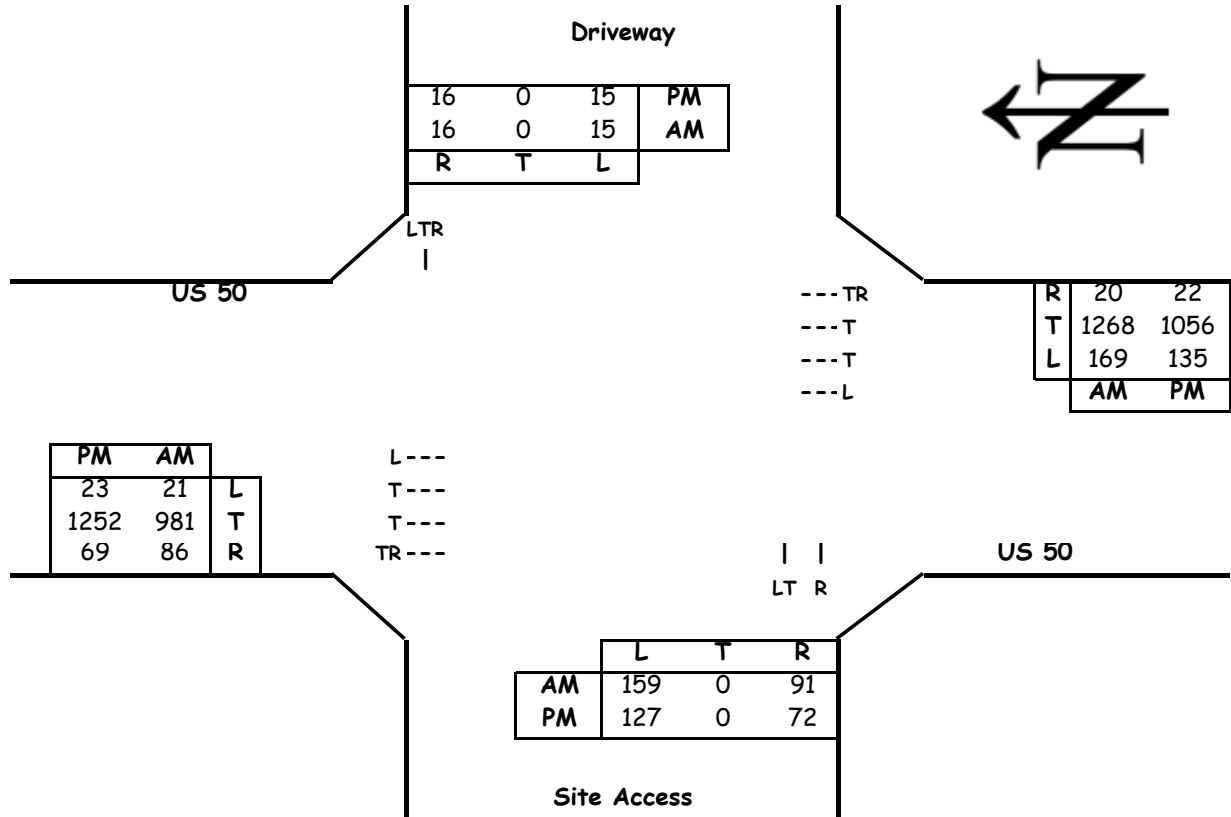 Driveway
16 0 15 PM
16 0 15 AM
R T L
LTR
US 50
--- TR
--- T
--- T
--- L
R 20 22
T 1268 1056
L 169 135
AM PM
PM AM
23 21 L
1252 981 T
69 86 R
L ---
T ---
T ---
TR ---
LT R
US 50
L T R
AM 159 0 91
PM 127 0 72
Site Access
N